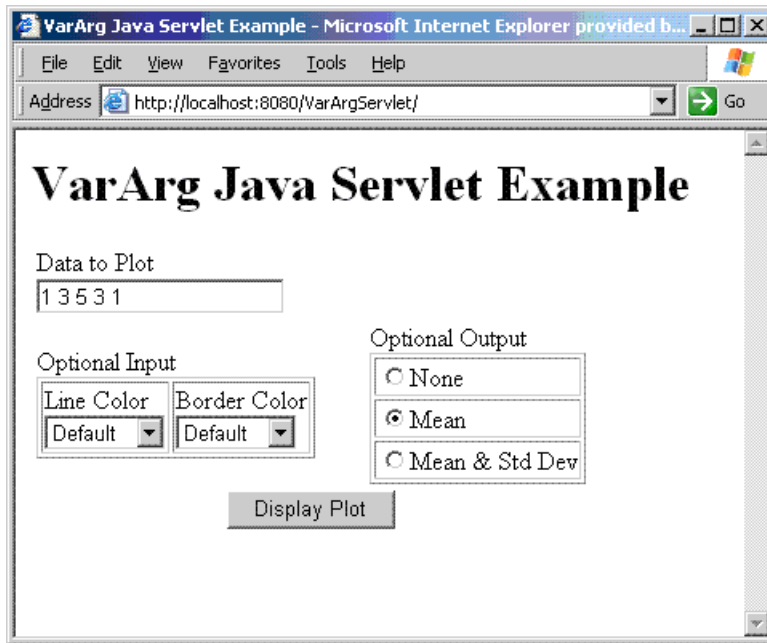 VarArg Java Servlet Example - Microsoft Internet Explorer provided b...
File Edit View Favorites Tools Help
Address http://localhost:8080/VarArgServlet/ Go
VarArg Java Servlet Example
Data to Plot
1 3 5 3 1
Optional Input
Line Color Border Color
Default Default
Optional Output
None
Mean
Mean & Std Dev
Display Plot